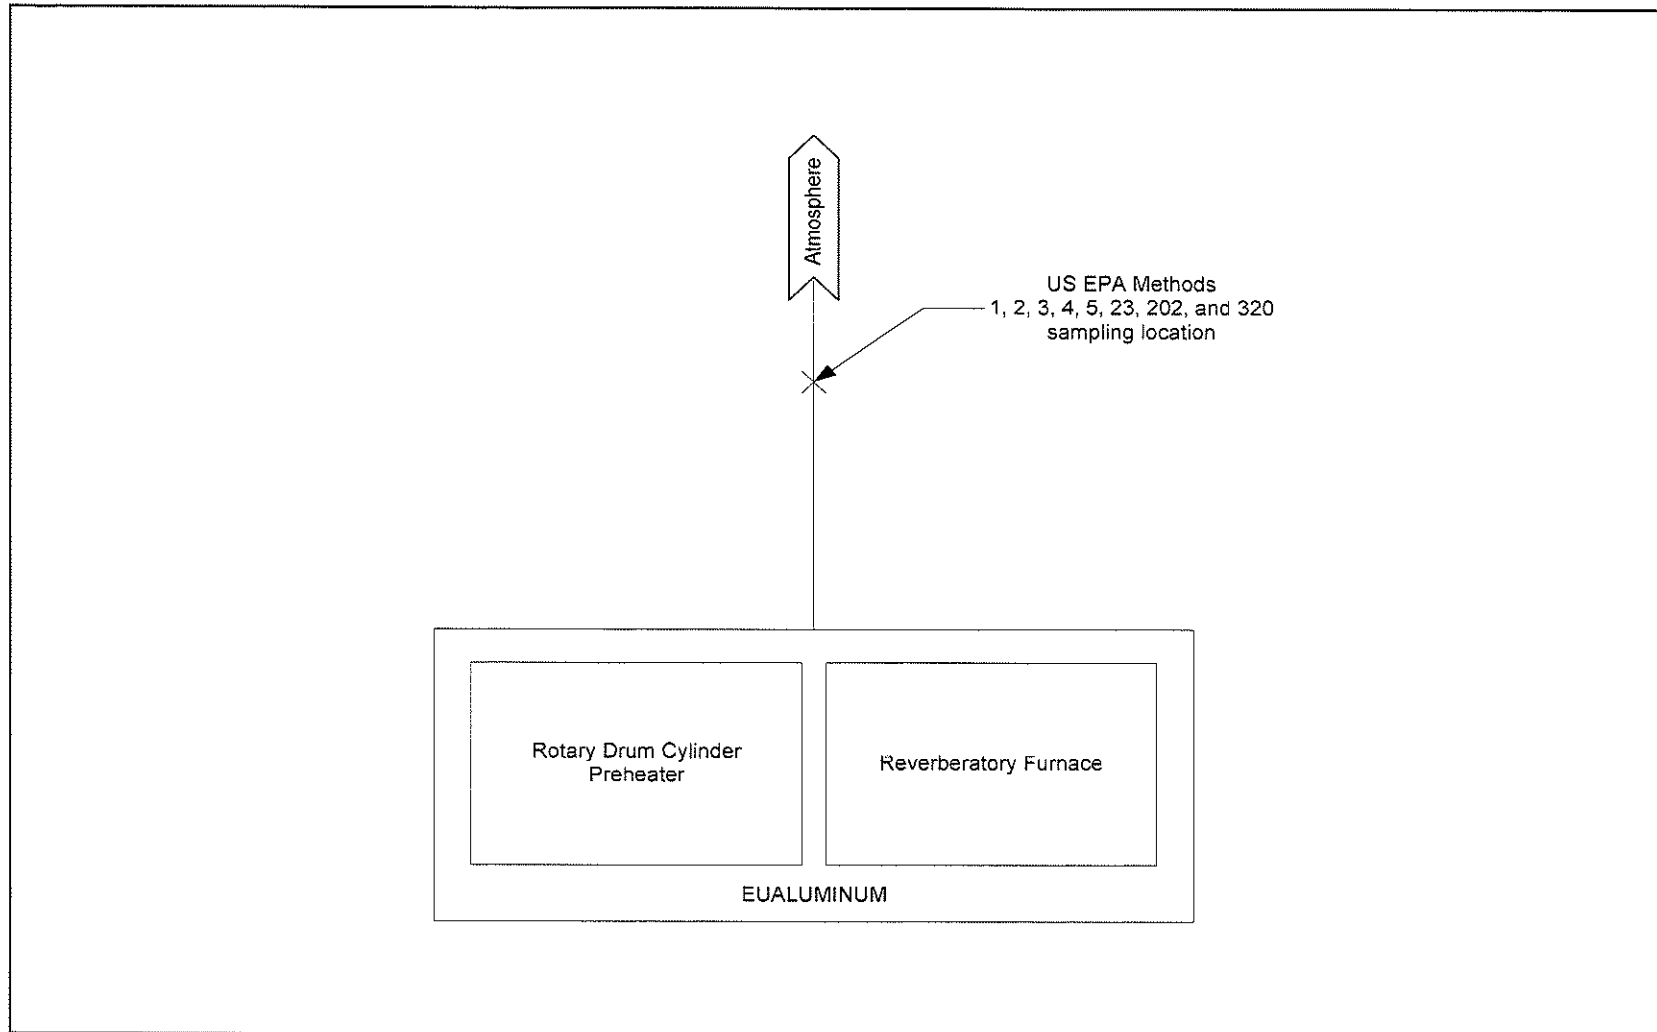 Atmosphere
US EPA Methods
1, 2, 3, 4, 5, 23, 202, and 320
sampling location
Rotary Drum Cylinder
Preheater
Reverberatory Furnace
EUALUMINUM